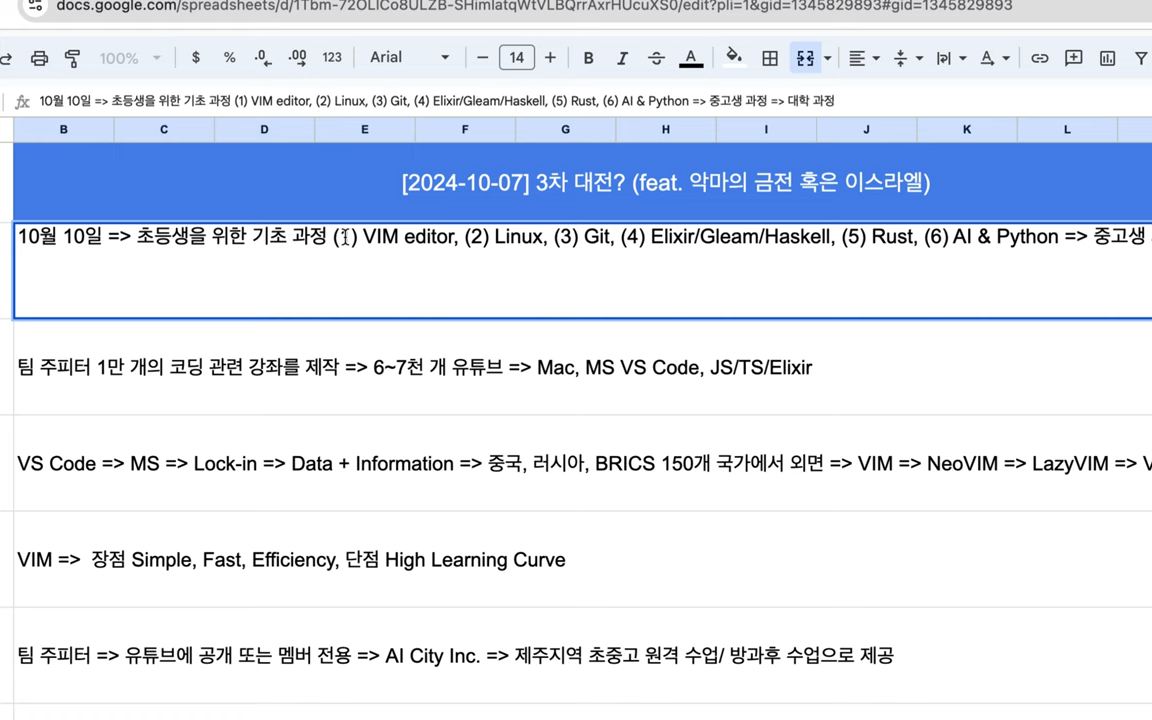 docs.google.com/spreadsheets/d/1Tbm-72OLICo8ULZB-SHimlatqWtVLBQrrAxrHUcuXS0/edit?pli=1&gid=1345829893#gid=1345829893
100% $ % .0 .00 123 Arial 14 B I A
fx 10월 10일 => 초등생을 위한 기초 과정 (1) VIM editor, (2) Linux, (3) Git, (4) Elixir/Gleam/Haskell, (5) Rust, (6) AI & Python => 중고생 과정 => 대학 과정
B C D E F G H I J K L
[2024-10-07] 3차 대전? (feat. 악마의 금전 혹은 이스라엘)
10월 10일 => 초등생을 위한 기초 과정 (1) VIM editor, (2) Linux, (3) Git, (4) Elixir/Gleam/Haskell, (5) Rust, (6) AI & Python => 중고생
팀 주피터 1만 개의 코딩 관련 강좌를 제작 => 6~7천 개 유튜브 => Mac, MS VS Code, JS/TS/Elixir
VS Code => MS => Lock-in => Data + Information => 중국, 러시아, BRICS 150개 국가에서 외면 => VIM => NeoVIM => LazyVIM => V
VIM => 장점 Simple, Fast, Efficiency, 단점 High Learning Curve
팀 주피터 => 유튜브에 공개 또는 멤버 전용 => AI City Inc. => 제주지역 초중고 원격 수업/ 방과후 수업으로 제공